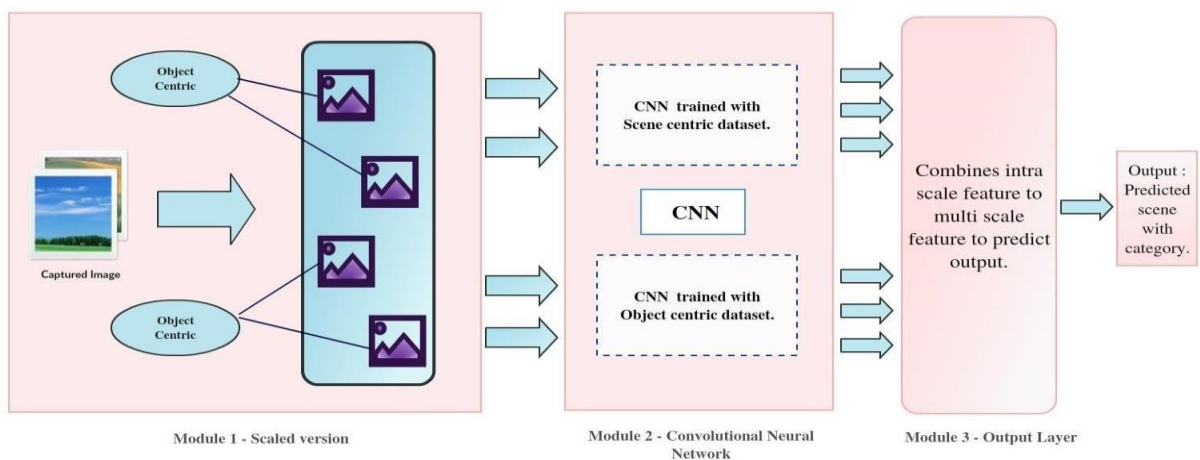 Object
Centric
Captured Image
Object
Centric
Module 1 - Scaled version
CNN trained with
Scene centric dataset.
CNN
CNN trained with
Object centric dataset.
Module 2 - Convolutional Neural
Network
Combines intra
scale feature to
multi scale
feature to predict
output.
Module 3 - Output Layer
Output :
Predicted
scene
with
category.